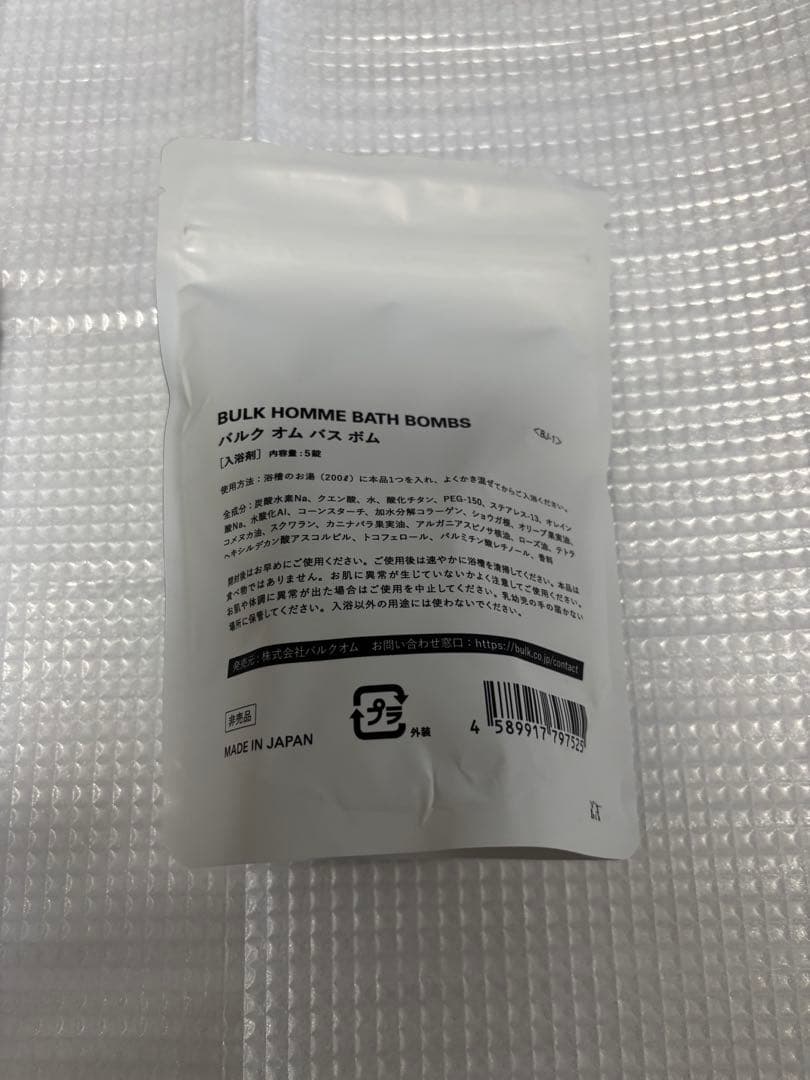 BULK HOMME BATH BOMBS
バルク オム バス ボム
<BJ-1>
[入浴剤] 内容量：5錠
使用方法：浴槽のお湯（200ℓ）に本品1つを入れ、よくかき混ぜてからご入浴ください。
全成分：炭酸水素Na、クエン酸、水、酸化チタン、PEG-150、ステアレス-13、オレイン
酸Na、水酸化Al、コーンスターチ、加水分解コラーゲン、ショウガ根、オリーブ果実油、
コメヌカ油、スクワラン、カニナバラ果実油、アルガニアスピノサ核油、ローズ油、テトラ
ヘキシルデカン酸アスコルビル、トコフェロール、パルミチン酸レチノール、香料
開封後はお早めにご使用ください。ご使用後は速やかに浴槽を清掃してください。本品は
食べ物ではありません。お肌に異常が生じていないかよく注意してご使用ください。
お肌や体調に異常が出た場合はご使用を中止してください。乳幼児の手の届かない
場所に保管してください。入浴以外の用途には使わないでください。
発売元：株式会社バルクオム お問い合わせ窓口：https://bulk.co.jp/contact
非売品
MADE IN JAPAN
プラ
外装
4 589917 797525